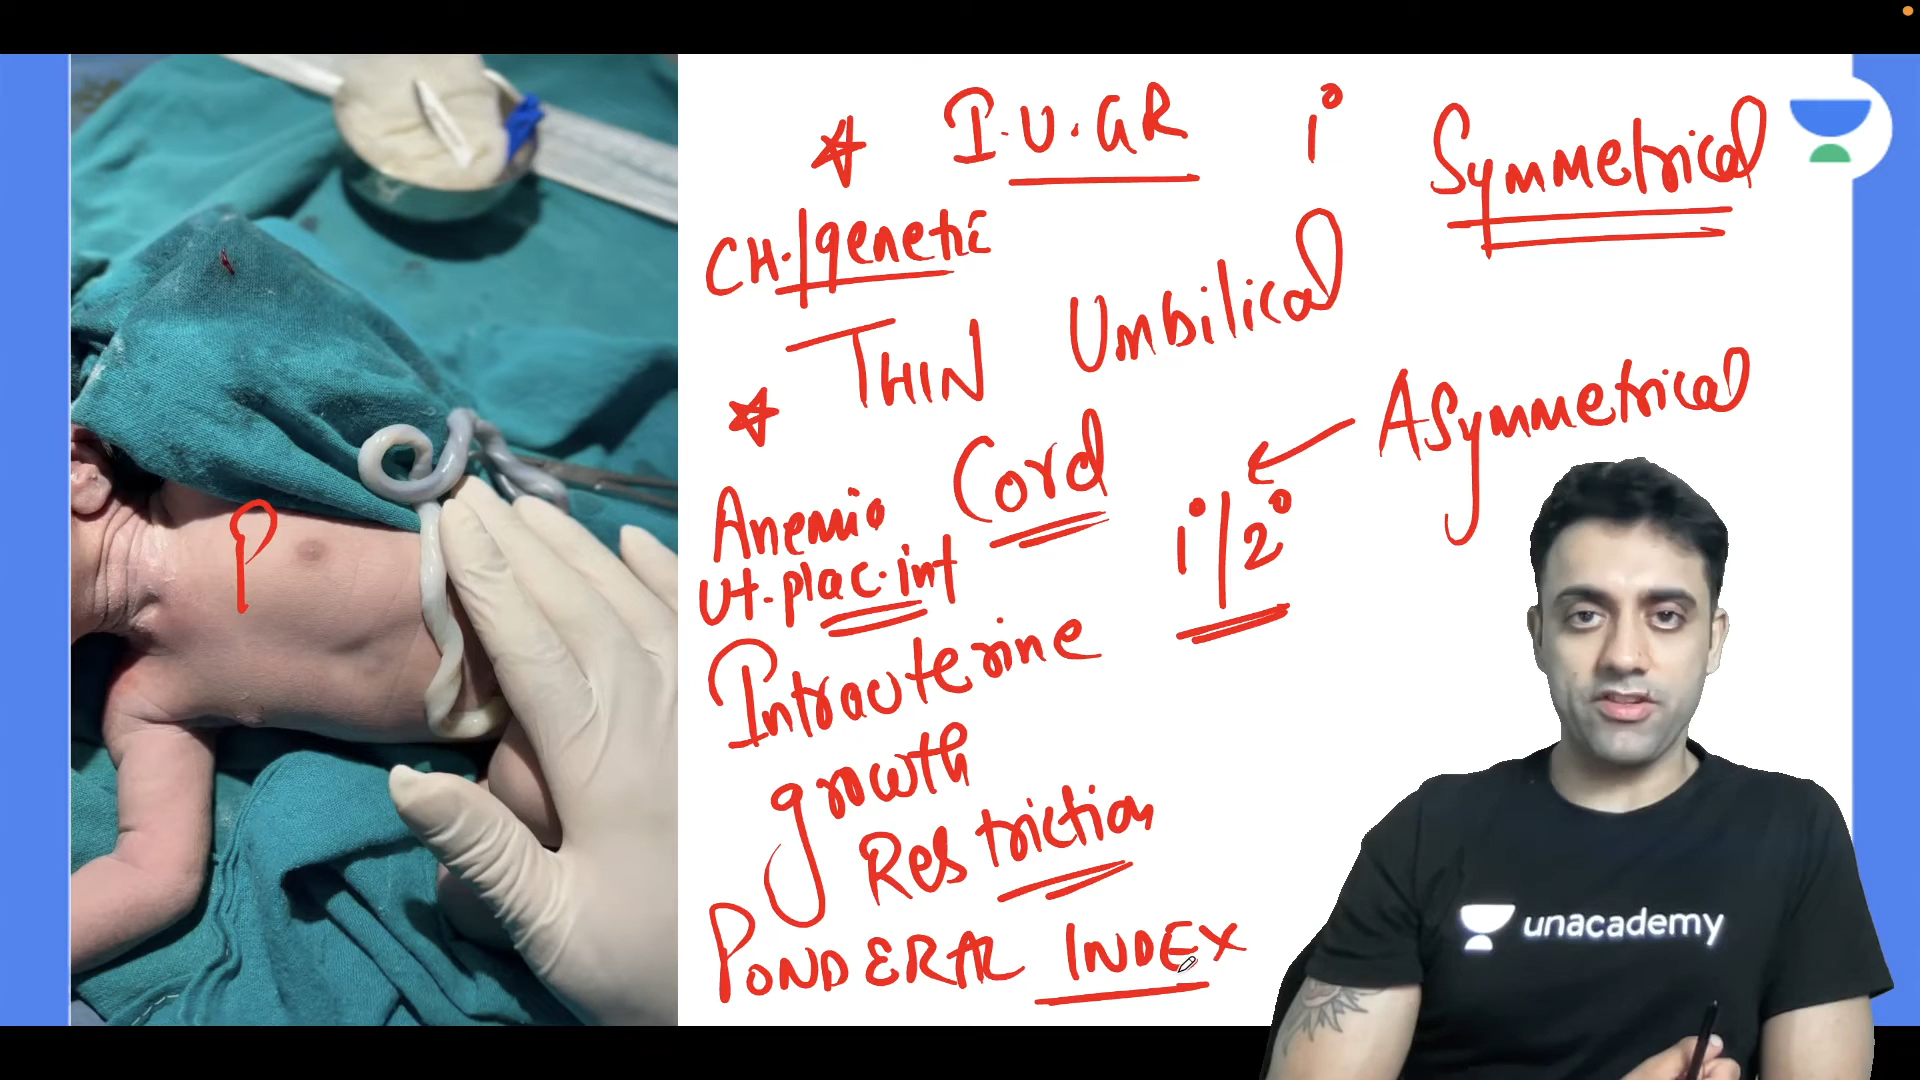 I.U.GR 1° Symmetrical
CH./genetic
THIN Umbilical
Cord
Asymmetrical
1°/2°
Anemia
Ut.plac.int
Intrauterine
growth
Restriction
PONDERAL INDEX
P
unacademy